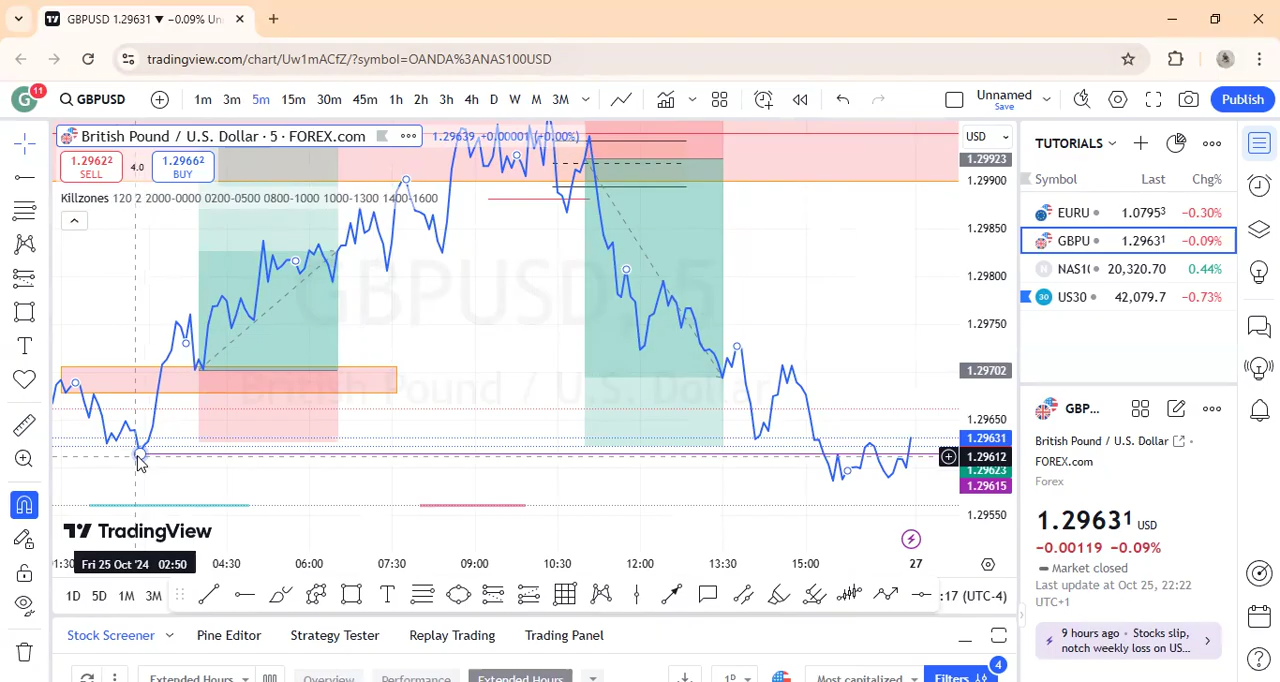 GBPUSD 1.29631 ▼ −0.09% Un
tradingview.com/chart/Uw1mACfZ/?symbol=OANDA%3ANAS100USD
G 11
GBPUSD
1m 3m 5m 15m 30m 45m 1h 2h 3h 4h D W M 3M
Unnamed
Save
Publish
British Pound / U.S. Dollar · 5 · FOREX.com
1.29639 +0.00001 (+0.00%)
USD
1.29622 SELL
4.0
1.29662 BUY
Killzones 120 2 2000-0000 0200-0500 0800-1000 1000-1300 1400-1600
GBPUSD, 5
British Pound / U.S. Dollar
1.29923
1.29900
1.29850
1.29800
1.29750
1.29702
1.29650
1.29631
1.29612
1.29623
1.29615
1.29550
TradingView
1:30
Fri 25 Oct '24 02:50
04:30 06:00 07:30 09:00 10:30 12:00 13:30 15:00 27
1D 5D 1M 3M
:17 (UTC-4)
Stock Screener
Pine Editor
Strategy Tester
Replay Trading
Trading Panel
Extended Hours
Overview
Performance
Extended Hours
1D
Most capitalized
Filters
4
TUTORIALS
Symbol Last Chg%
EURU 1.07953 −0.30%
GBPU 1.29631 −0.09%
NAS1 20,320.70 0.44%
30 US30 42,079.7 −0.73%
GBP...
British Pound / U.S. Dollar
FOREX.com
Forex
1.29631 USD
−0.00119 −0.09%
Market closed
Last update at Oct 25, 22:22
UTC+1
9 hours ago · Stocks slip,
notch weekly loss on US...